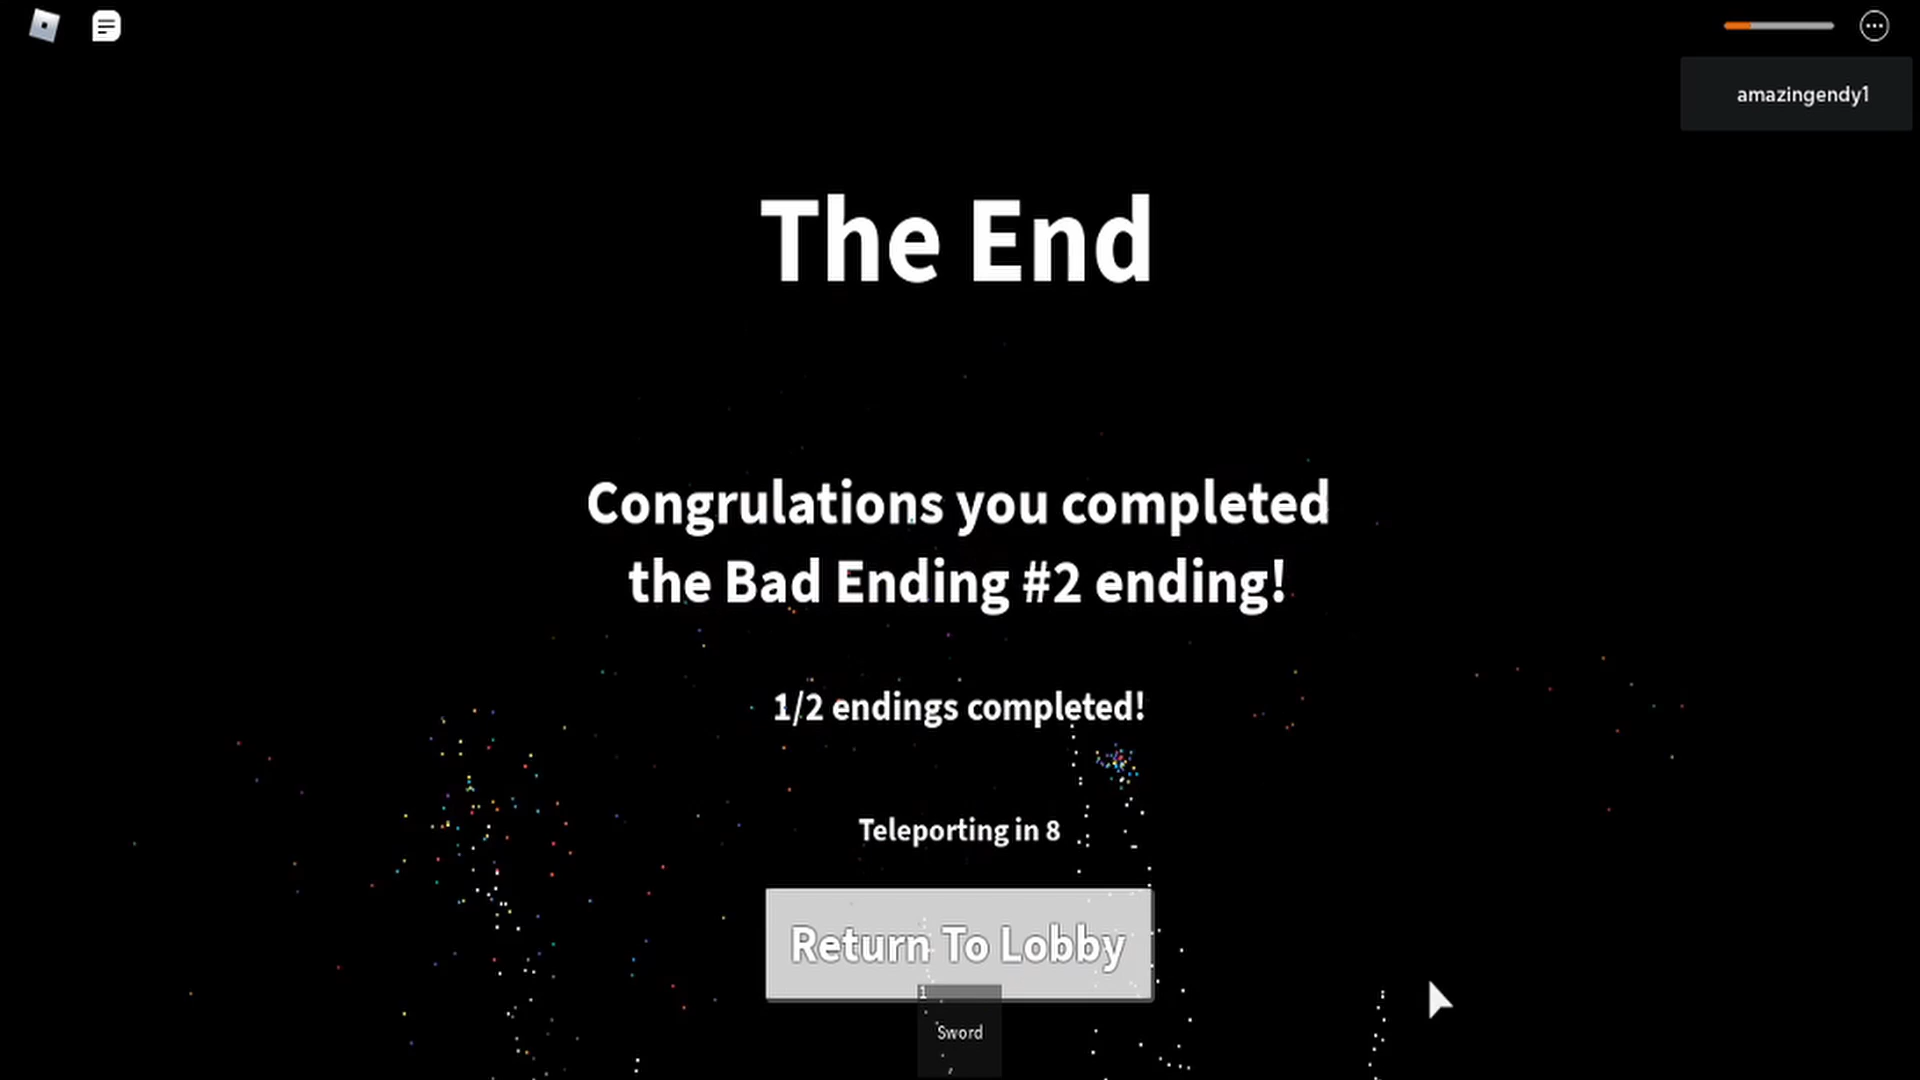 amazingendy1
The End
Congrulations you completed
the Bad Ending #2 ending!
1/2 endings completed!
Teleporting in 8
Return To Lobby
1
Sword